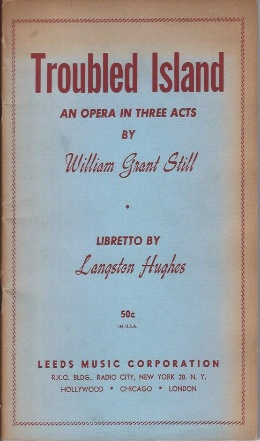 Troubled Island
AN OPERA IN THREE ACTS
BY
William Grant Still
•
LIBRETTO BY
Langston Hughes
50c
IN U.S.A.
LEEDS MUSIC CORPORATION
R.K.O. BLDG., RADIO CITY, NEW YORK 20, N. Y.
HOLLYWOOD • CHICAGO • LONDON